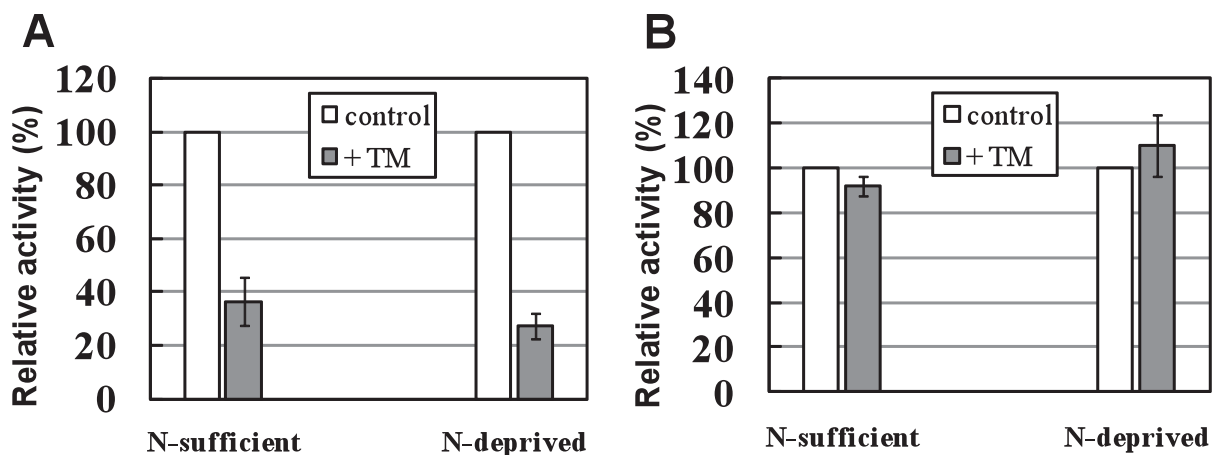 A
Relative activity (%)
120
100
80
60
40
20
0
control
+ TM
N-sufficient N-deprived
B
Relative activity (%)
140
120
100
80
60
40
20
0
control
+ TM
N-sufficient N-deprived